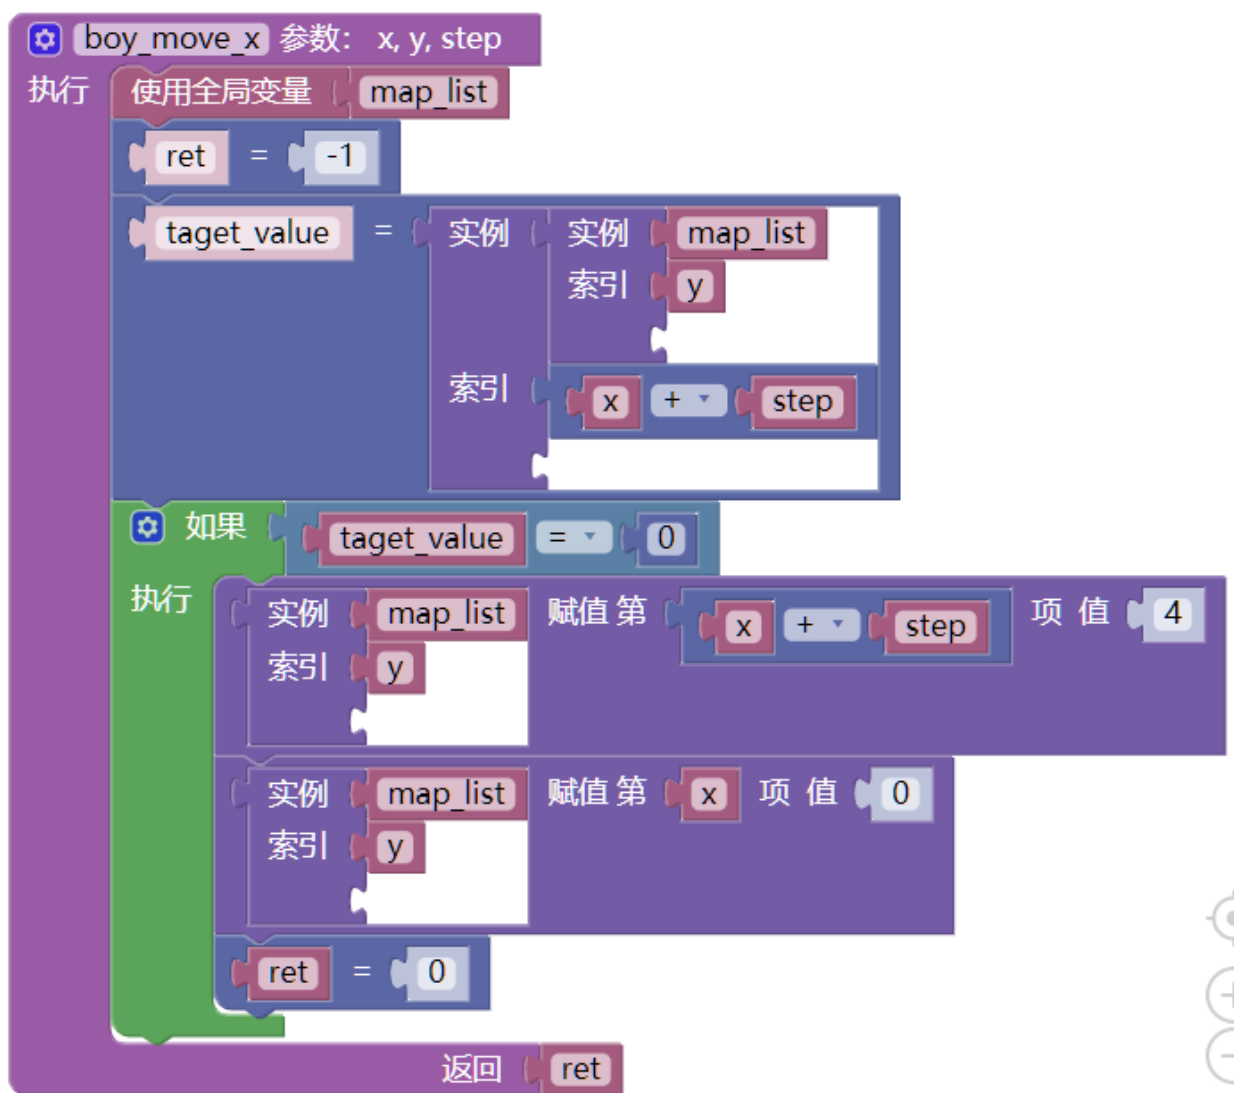 boy_move_x 参数： x, y, step
执行 使用全局变量 map_list
ret = -1
taget_value = 实例 实例 map_list
索引 y
索引 x + step
如果 taget_value = 0
执行 实例 map_list 赋值 第 x + step 项 值 4
索引 y
实例 map_list 赋值 第 x 项 值 0
索引 y
ret = 0
返回 ret